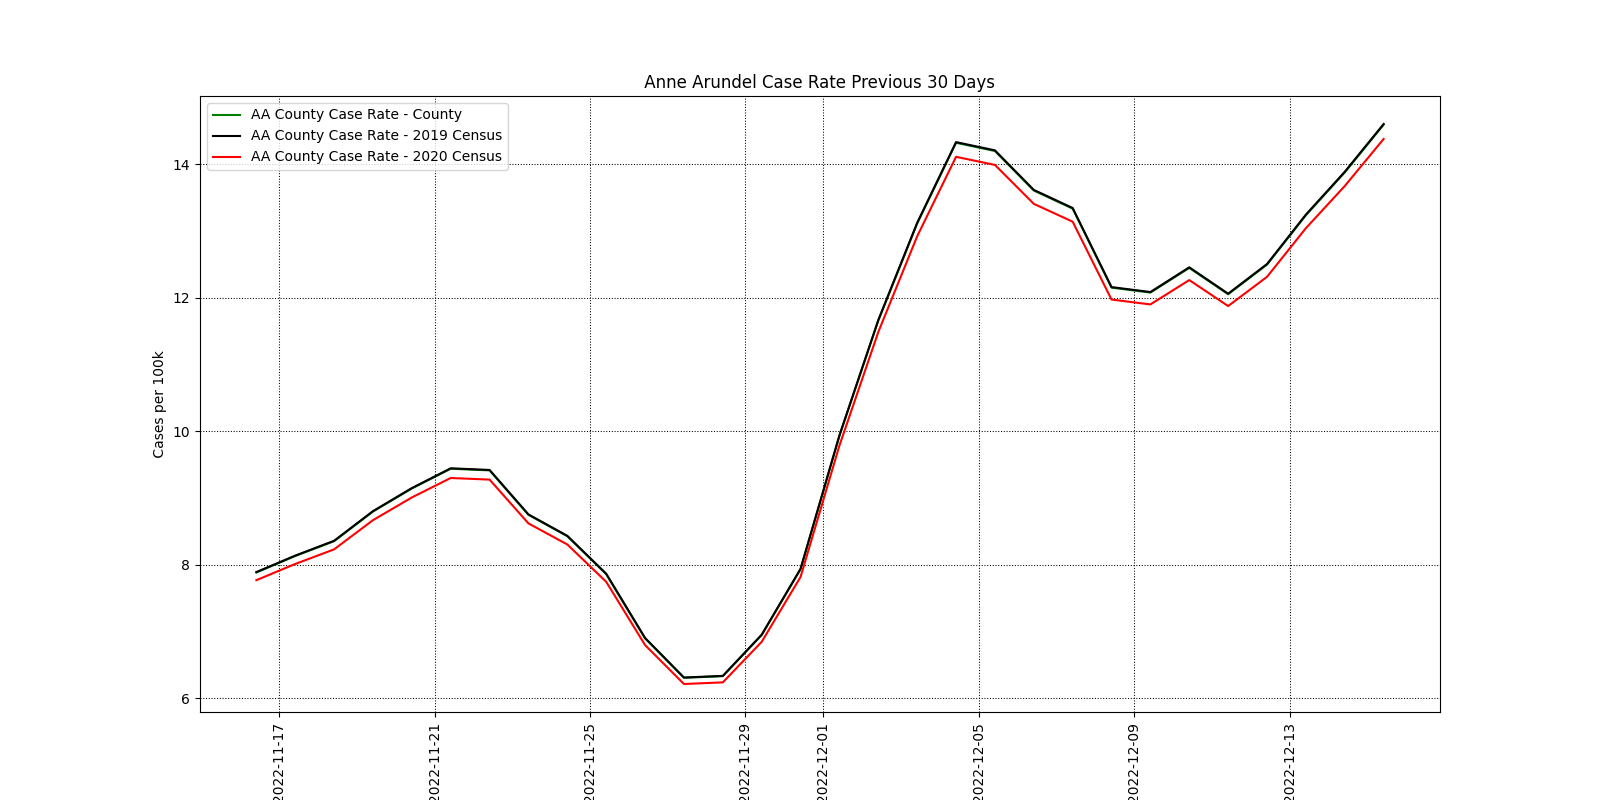 Anne Arundel Case Rate Previous 30 Days
AA County Case Rate - County
AA County Case Rate - 2019 Census
AA County Case Rate - 2020 Census
Cases per 100k
14
12
10
8
6
2022-11-17
2022-11-21
2022-11-25
2022-11-29
2022-12-01
2022-12-05
2022-12-09
2022-12-13